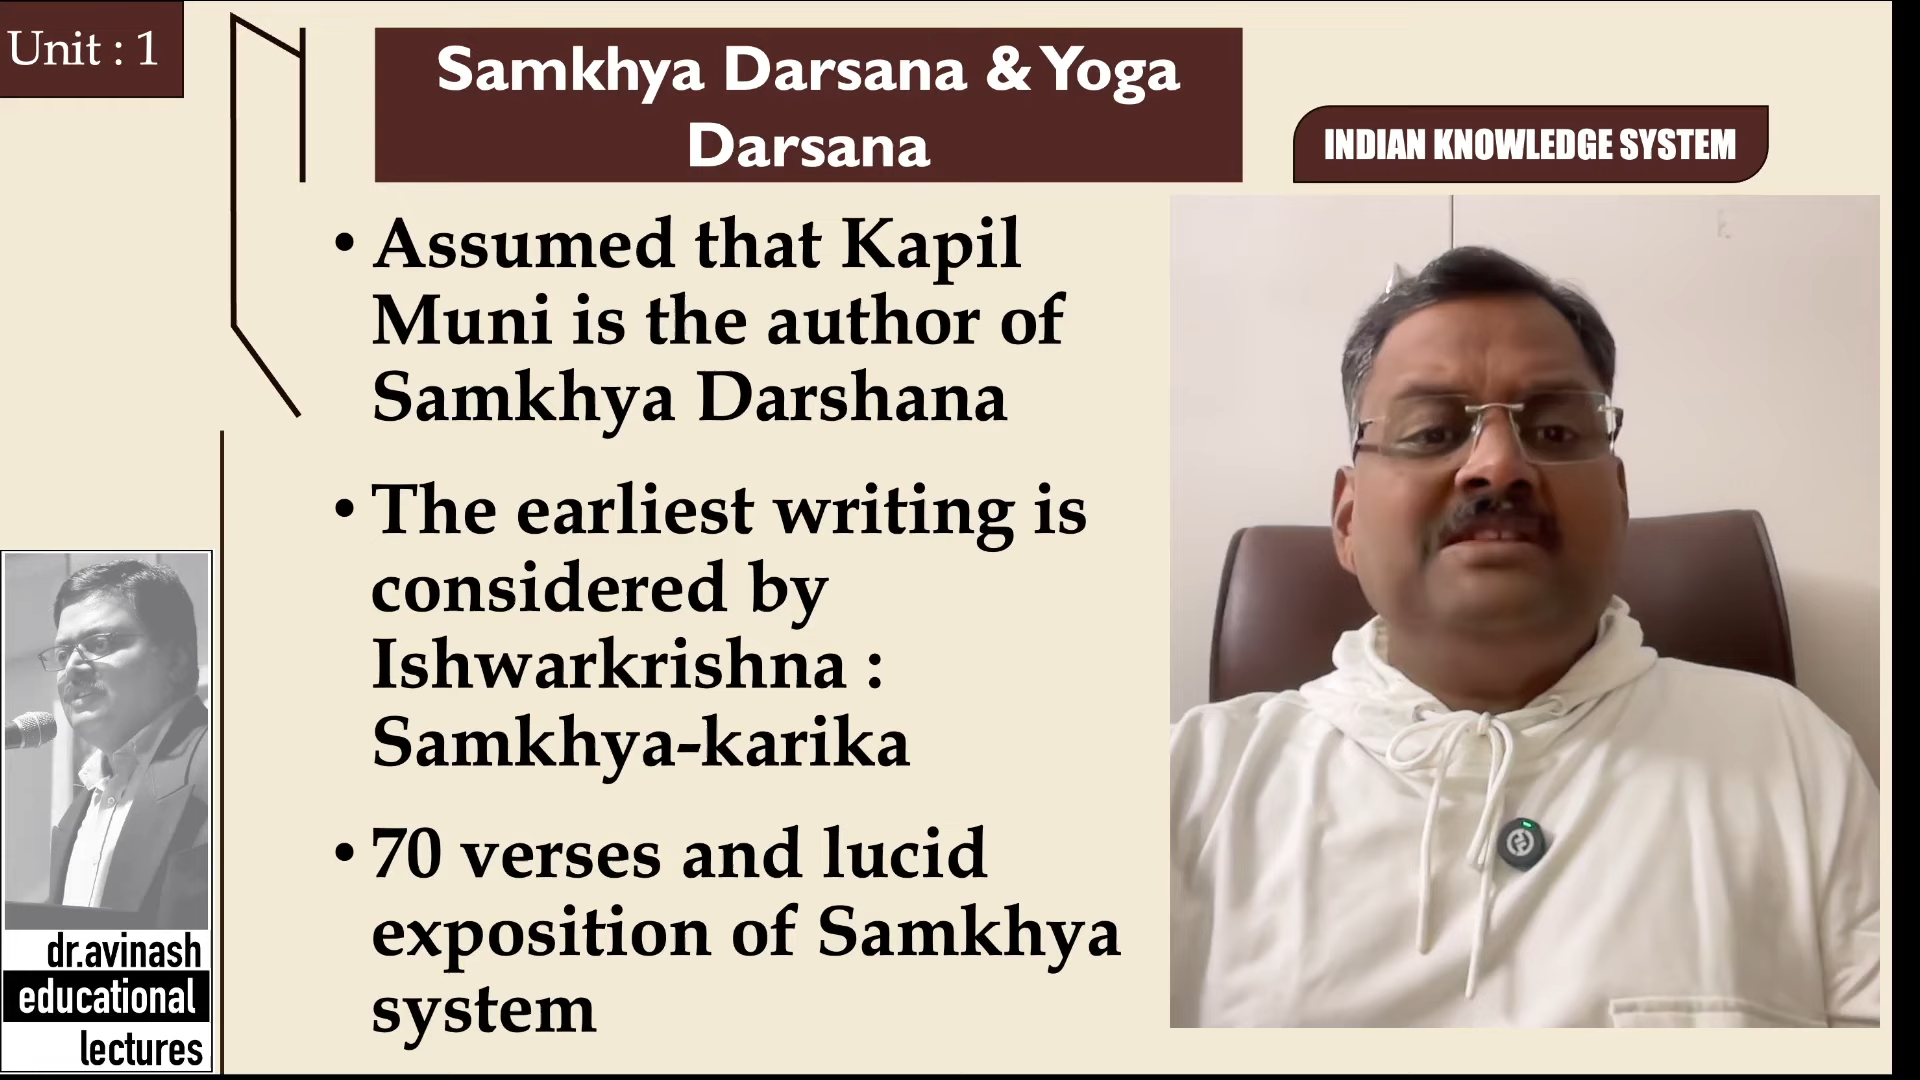 Unit : 1
Samkhya Darsana & Yoga
Darsana
INDIAN KNOWLEDGE SYSTEM
• Assumed that Kapil
Muni is the author of
Samkhya Darshana
• The earliest writing is
considered by
Ishwarkrishna :
Samkhya-karika
• 70 verses and lucid
exposition of Samkhya
system
dr.avinash
educational
lectures